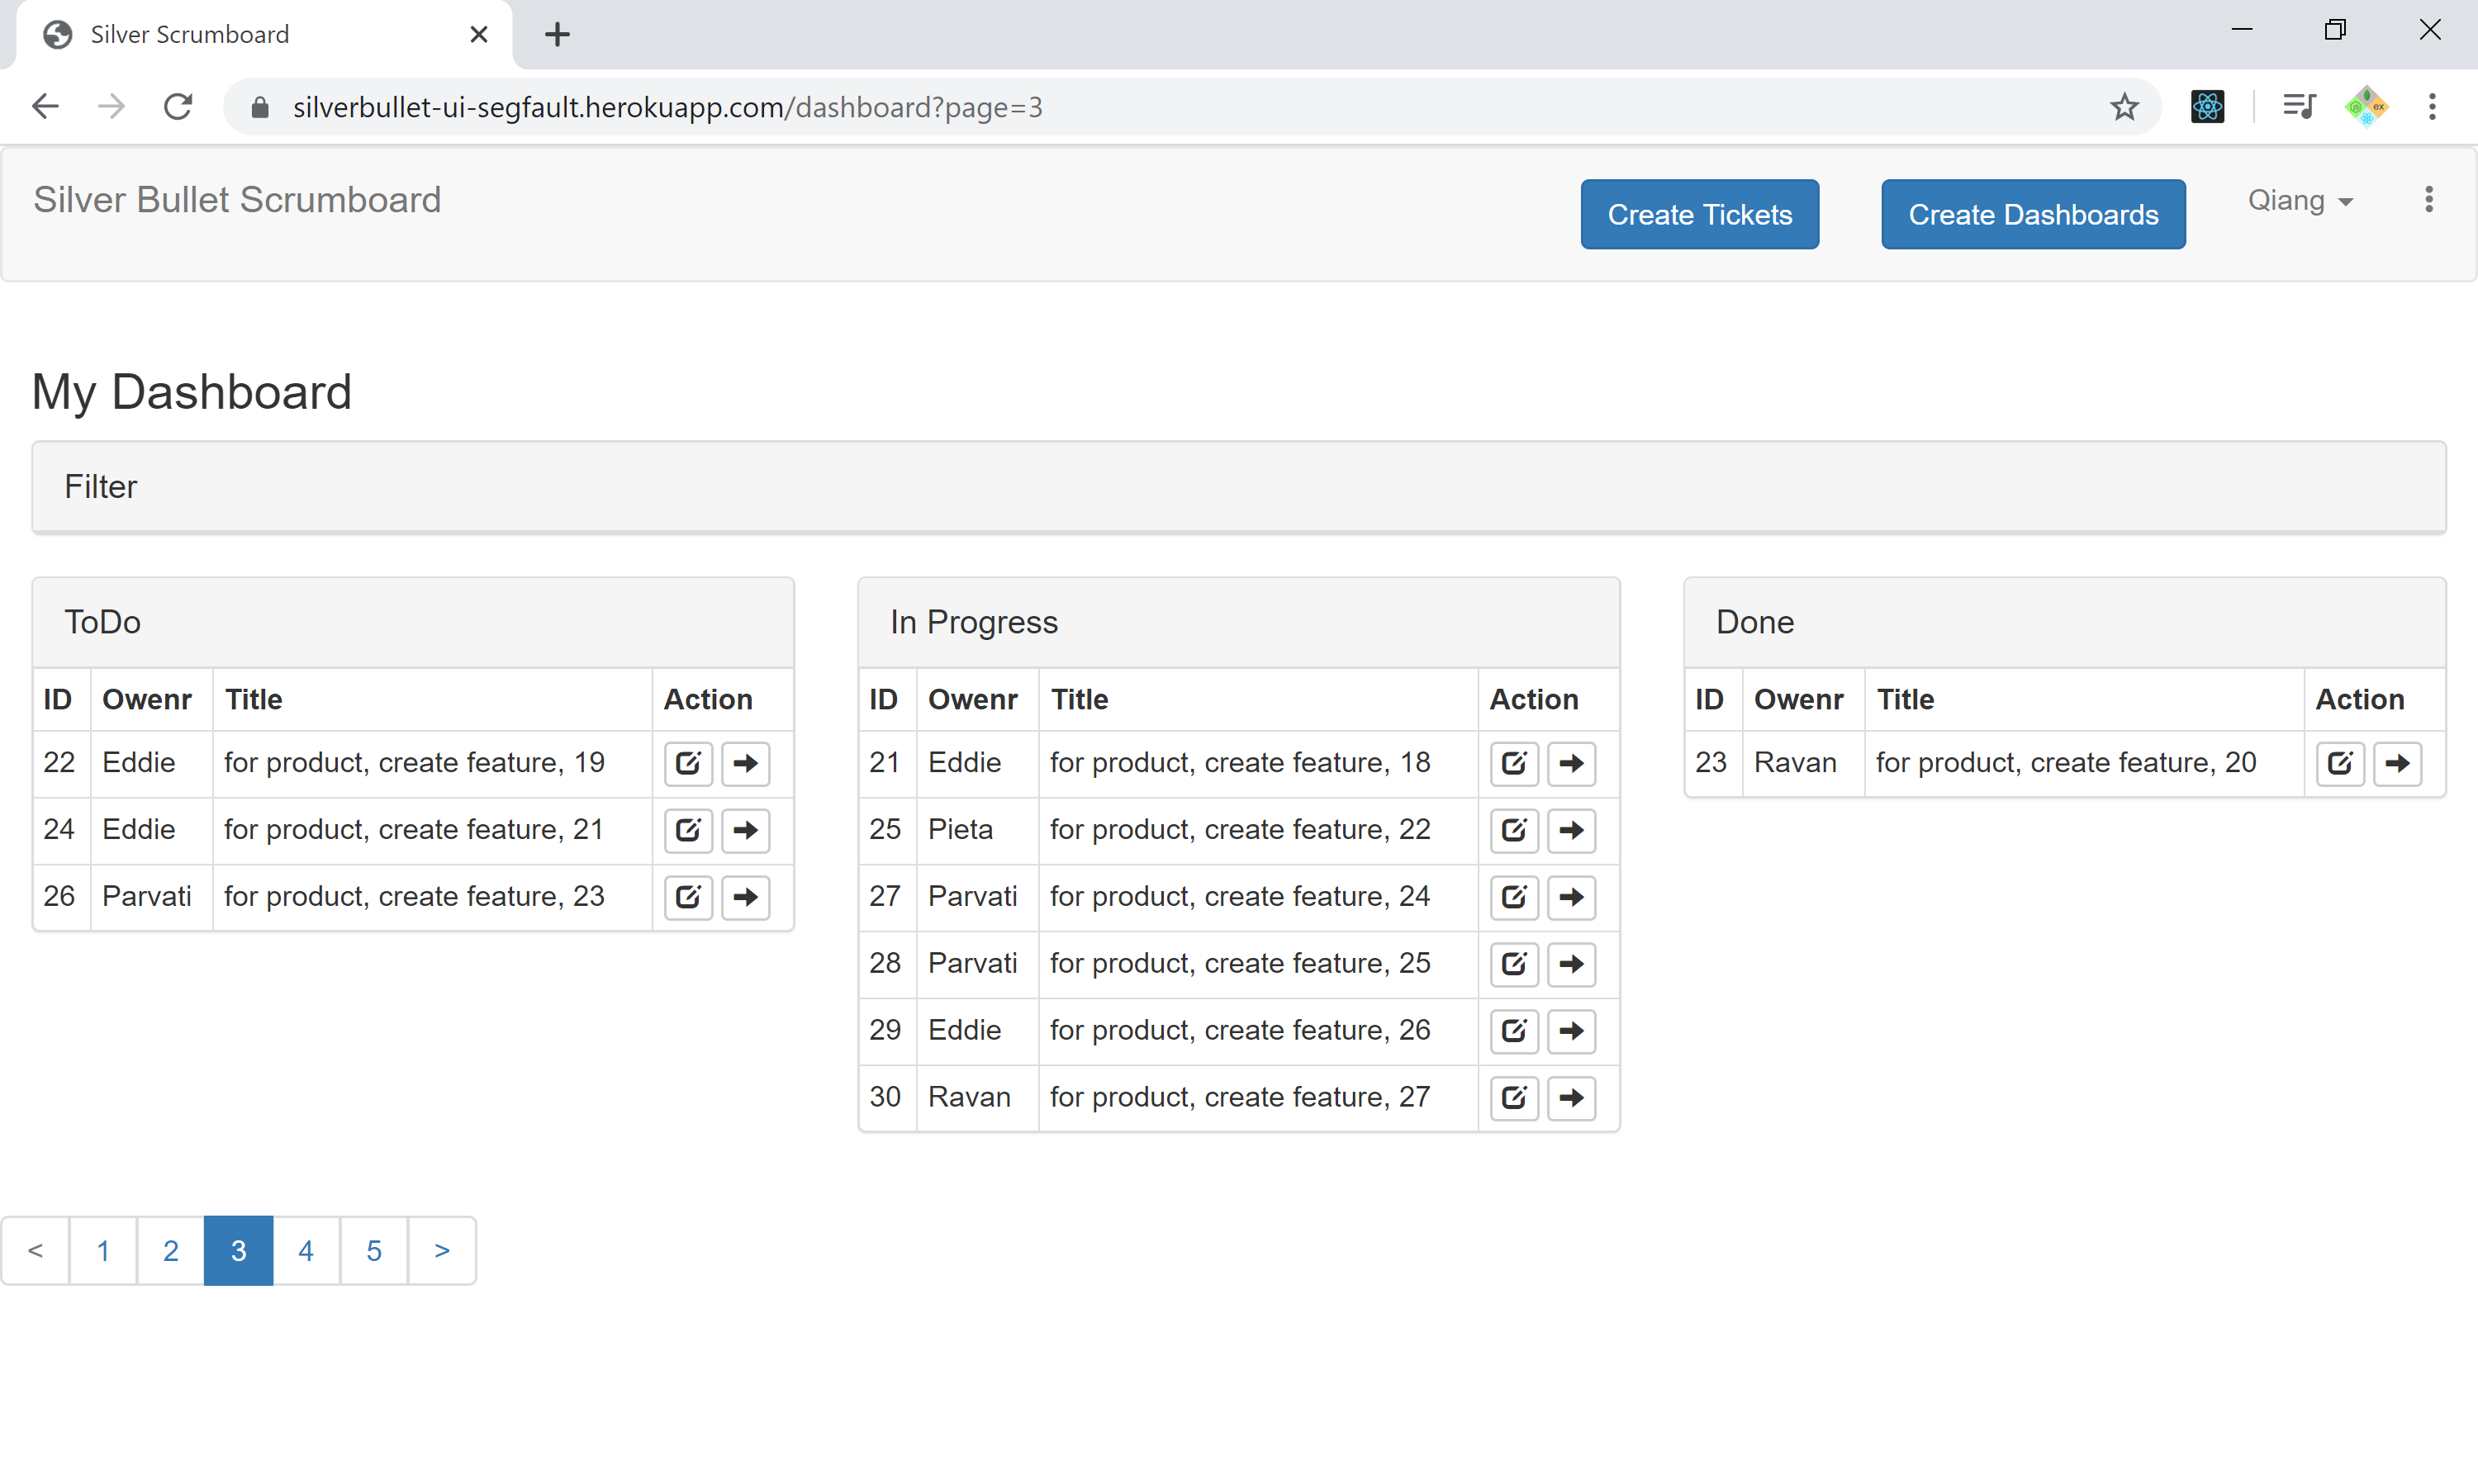 Silver Scrumboard
silverbullet-ui-segfault.herokuapp.com/dashboard?page=3
Silver Bullet Scrumboard
Create Tickets
Create Dashboards
Qiang
My Dashboard
Filter
ToDo
ID Owenr Title Action
22 Eddie for product, create feature, 19
24 Eddie for product, create feature, 21
26 Parvati for product, create feature, 23
In Progress
ID Owenr Title Action
21 Eddie for product, create feature, 18
25 Pieta for product, create feature, 22
27 Parvati for product, create feature, 24
28 Parvati for product, create feature, 25
29 Eddie for product, create feature, 26
30 Ravan for product, create feature, 27
Done
ID Owenr Title Action
23 Ravan for product, create feature, 20
< 1 2 3 4 5 >